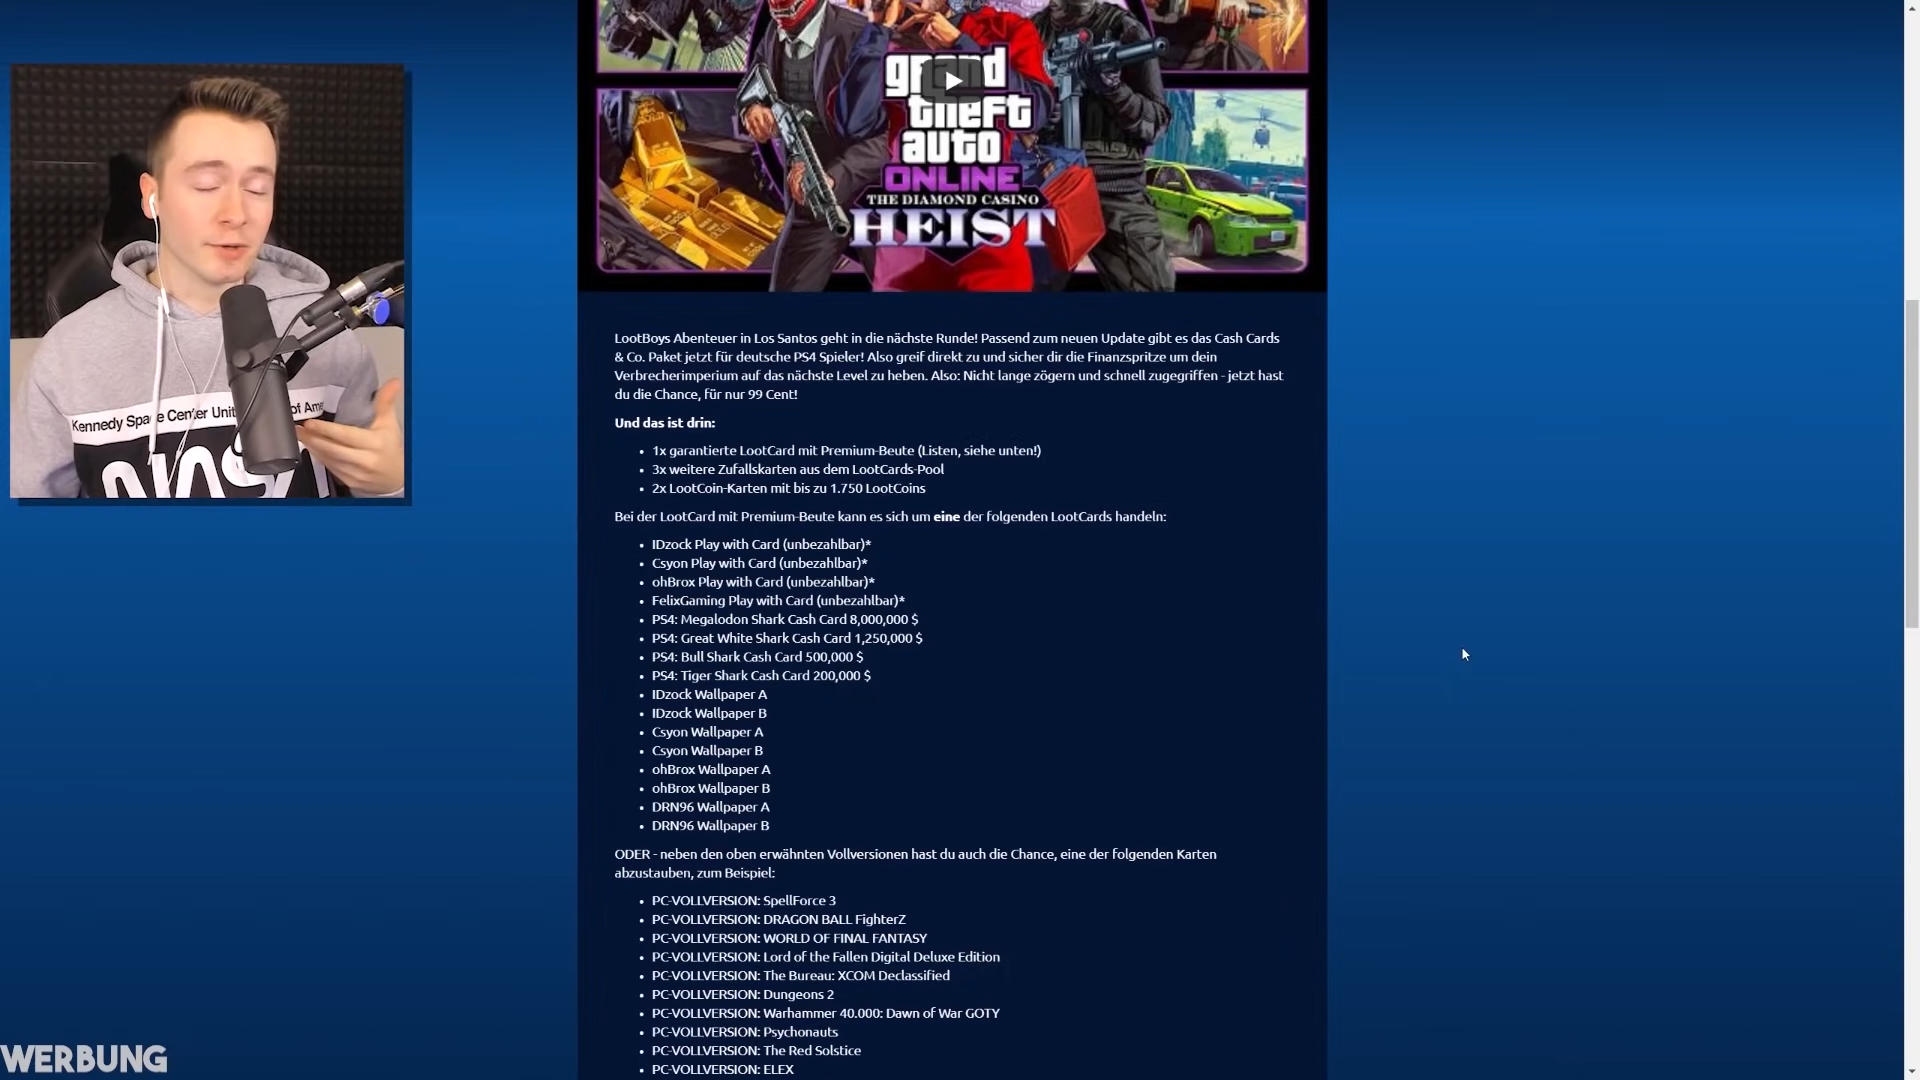 grand
theft
auto
ONLINE
THE DIAMOND CASINO
HEIST
Kennedy Space Center Unit of Ame
LootBoys Abenteuer in Los Santos geht in die nächste Runde! Passend zum neuen Update gibt es das Cash Cards
& Co. Paket jetzt für deutsche PS4 Spieler! Also greif direkt zu und sicher dir die Finanzspritze um dein
Verbrecherimperium auf das nächste Level zu heben. Also: Nicht lange zögern und schnell zugegriffen - jetzt hast
du die Chance, für nur 99 Cent!
Und das ist drin:
• 1x garantierte LootCard mit Premium-Beute (Listen, siehe unten!)
• 3x weitere Zufallskarten aus dem LootCards-Pool
• 2x LootCoin-Karten mit bis zu 1.750 LootCoins
Bei der LootCard mit Premium-Beute kann es sich um eine der folgenden LootCards handeln:
• IDzock Play with Card (unbezahlbar)*
• Csyon Play with Card (unbezahlbar)*
• ohBrox Play with Card (unbezahlbar)*
• FelixGaming Play with Card (unbezahlbar)*
• PS4: Megalodon Shark Cash Card 8,000,000 $
• PS4: Great White Shark Cash Card 1,250,000 $
• PS4: Bull Shark Cash Card 500,000 $
• PS4: Tiger Shark Cash Card 200,000 $
• IDzock Wallpaper A
• IDzock Wallpaper B
• Csyon Wallpaper A
• Csyon Wallpaper B
• ohBrox Wallpaper A
• ohBrox Wallpaper B
• DRN96 Wallpaper A
• DRN96 Wallpaper B
ODER - neben den oben erwähnten Vollversionen hast du auch die Chance, eine der folgenden Karten
abzustauben, zum Beispiel:
• PC-VOLLVERSION: SpellForce 3
• PC-VOLLVERSION: DRAGON BALL FighterZ
• PC-VOLLVERSION: WORLD OF FINAL FANTASY
• PC-VOLLVERSION: Lord of the Fallen Digital Deluxe Edition
• PC-VOLLVERSION: The Bureau: XCOM Declassified
• PC-VOLLVERSION: Dungeons 2
• PC-VOLLVERSION: Warhammer 40.000: Dawn of War GOTY
• PC-VOLLVERSION: Psychonauts
• PC-VOLLVERSION: The Red Solstice
• PC-VOLLVERSION: ELEX
WERBUNG